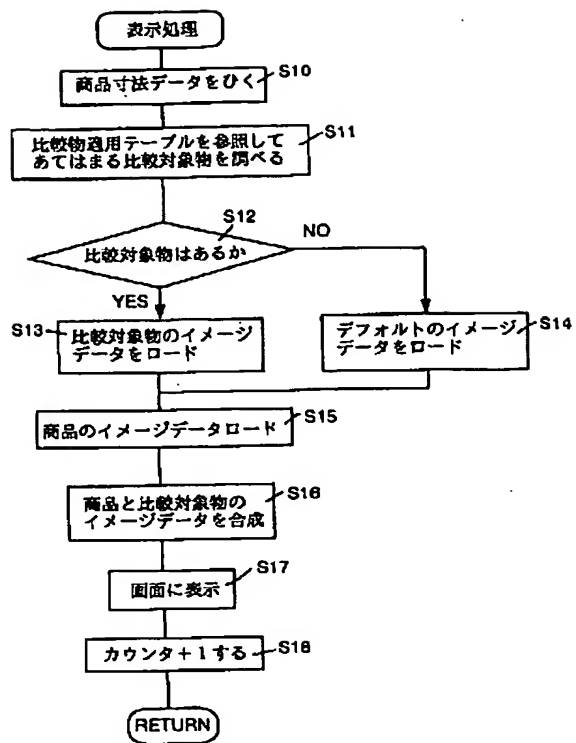 表示処理
商品寸法データをひく
S10
比較物適用テーブルを参照して
あてはまる比較対象物を調べる
S11
S12
比較対象物はあるか
NO
YES
S13
比較対象物のイメージ
データをロード
デフォルトのイメージ
データをロード
S14
商品のイメージデータロード
S15
商品と比較対象物の
イメージデータを合成
S16
画面に表示
S17
カウンタ+1する
S18
RETURN